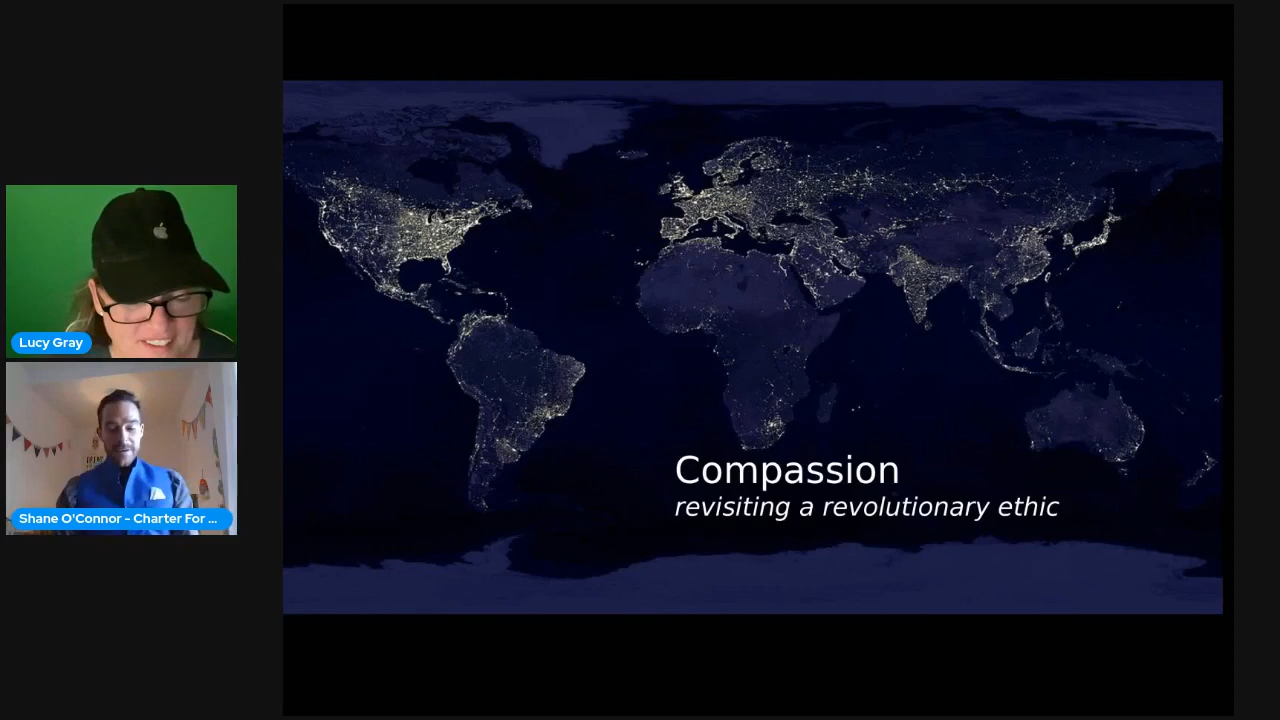 Lucy Gray
Shane O'Connor - Charter For ...
Compassion
revisiting a revolutionary ethic